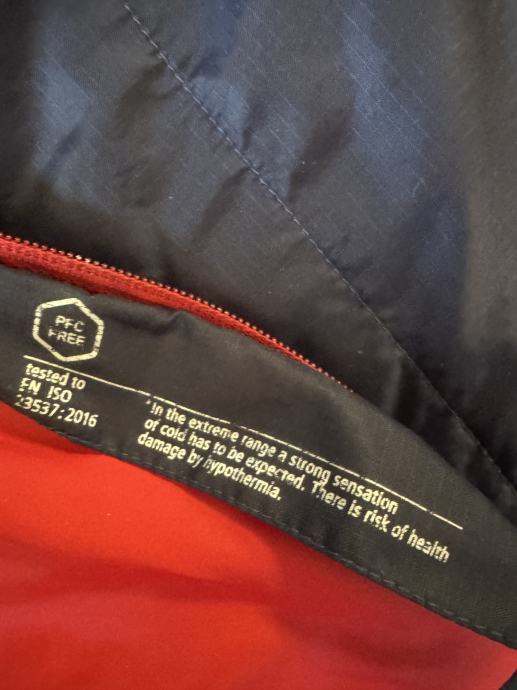 PFC
FREE
tested to
EN ISO
23537:2016
*In the extreme range a strong sensation
of cold has to be expected. There is risk of health
damage by hypothermia.